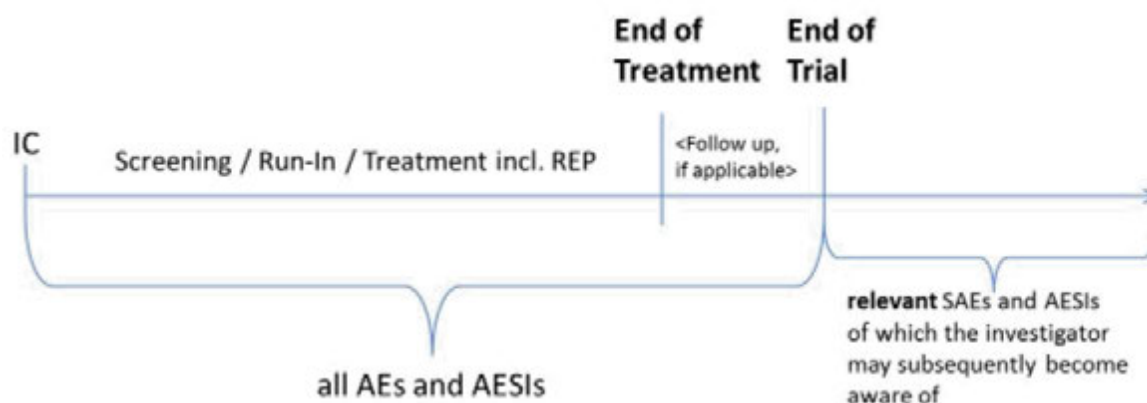 End of
Treatment
End of
Trial
IC
Screening / Run-In / Treatment incl. REP
<Follow up,
if applicable>
all AEs and AESIs
relevant SAEs and AESIs
of which the investigator
may subsequently become
aware of